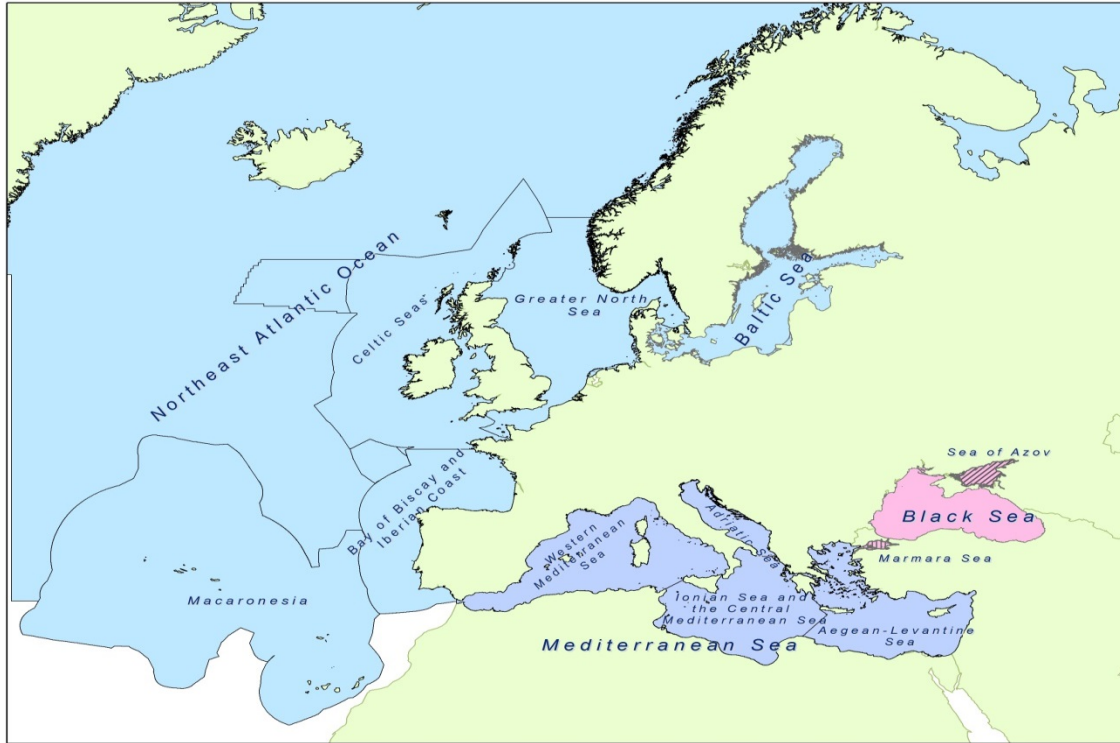 Northeast Atlantic Ocean
Celtic Seas
Greater North
Sea
Baltic Sea
Bay of Biscay and
Iberian Coast
Macaronesia
Western
Mediterranean
Sea
Adriatic Sea
Ionian Sea and
the Central
Mediterranean Sea
Aegean-Levantine
Sea
Mediterranean Sea
Sea of Azov
Black Sea
Marmara Sea